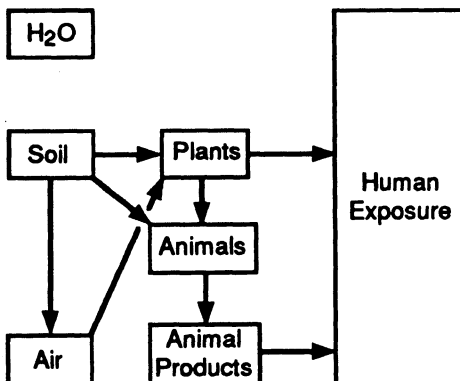 H₂O
Soil
Plants
Human
Exposure
Animals
Air
Animal
Products